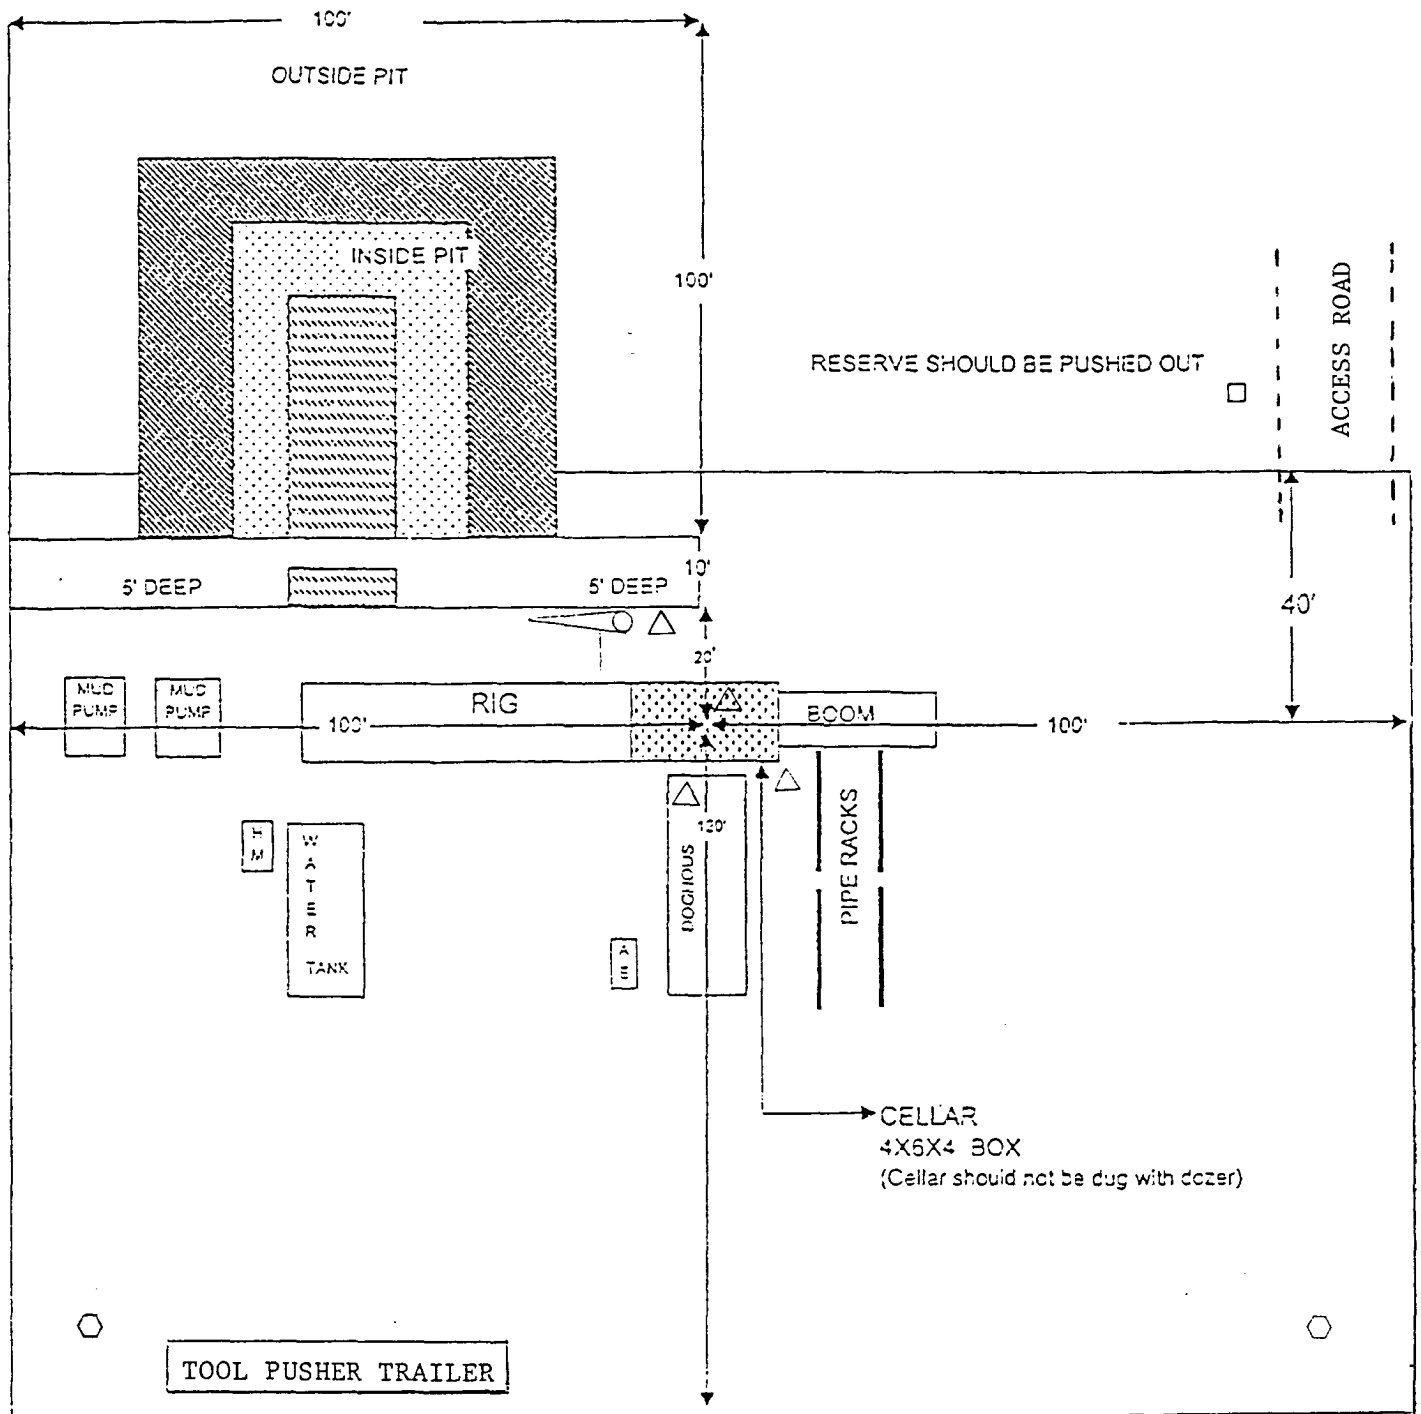 100'
OUTSIDE PIT
INSIDE PIT
100'
RESERVE SHOULD BE PUSHED OUT
ACCESS ROAD
5' DEEP
5' DEEP
10'
40'
20'
MUD
PUMP
MUD
PUMP
RIG
BOOM
100'
100'
H
M
WATER
TANK
DOGHOUS
120'
PIPE RACKS
A
E
CELLAR
4X6X4 BOX
(Cellar should not be dug with dozer)
TOOL PUSHER TRAILER